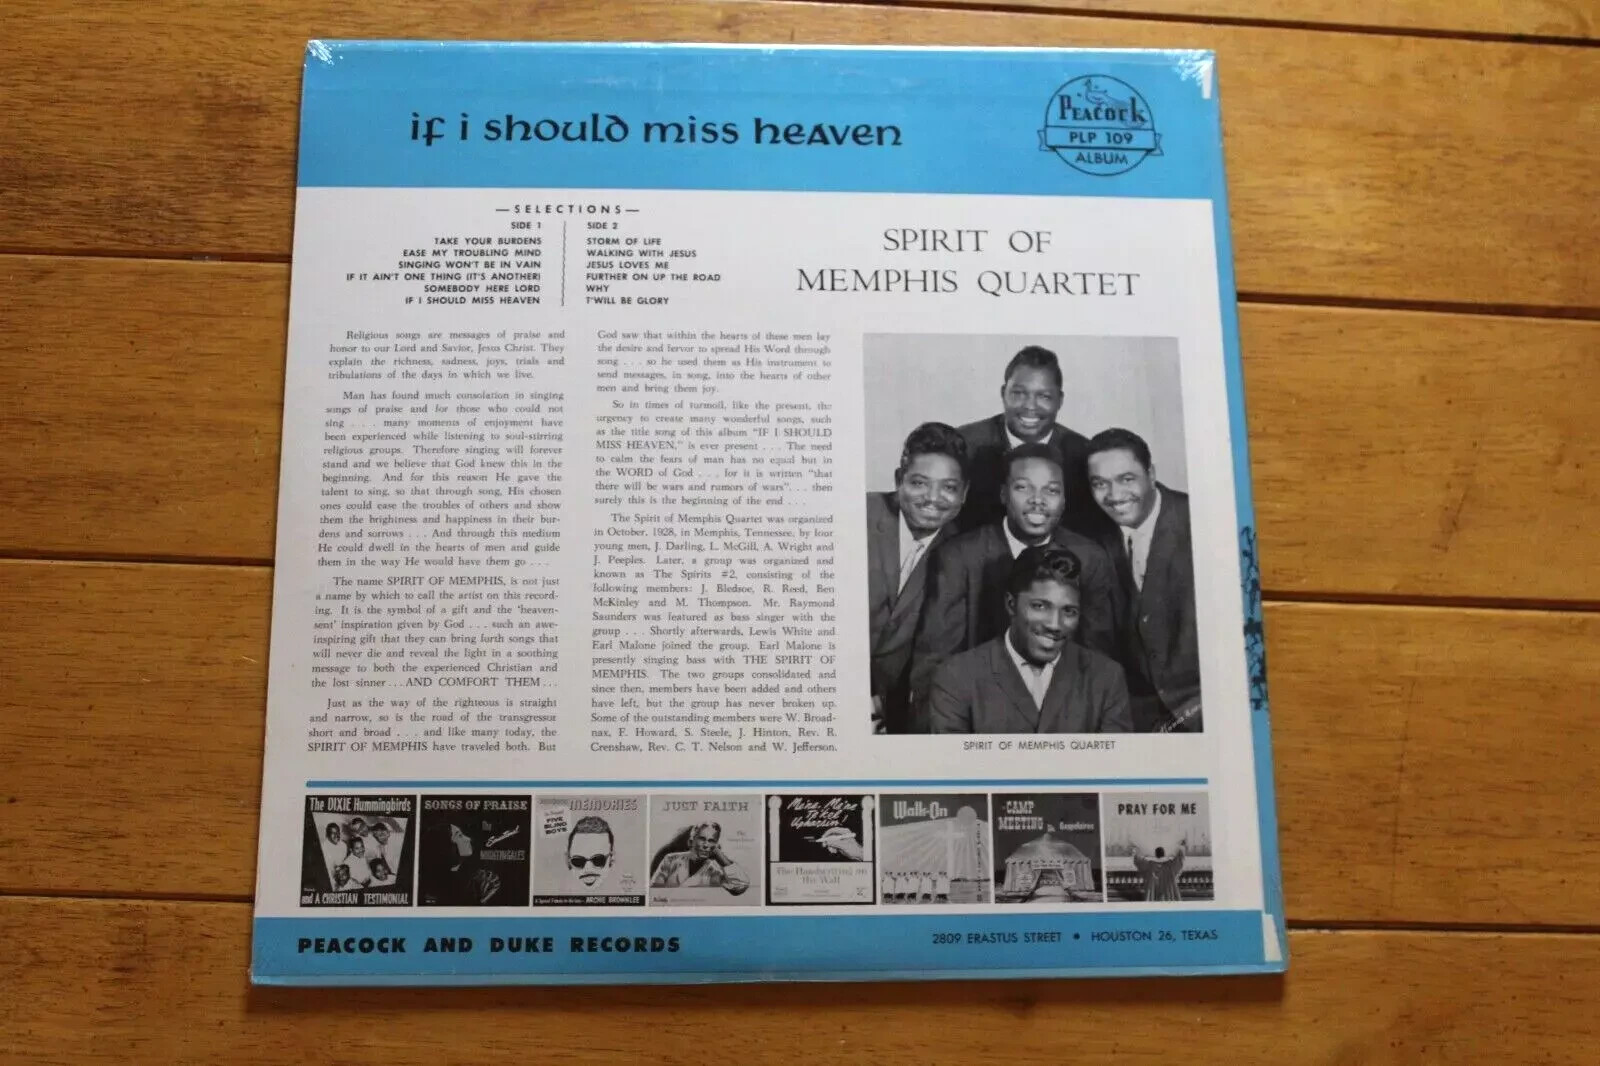 if i should miss heaven
PEACOCK
PLP 109
ALBUM
—SELECTIONS—
SIDE 1
TAKE YOUR BURDENS
EASE MY TROUBLING MIND
SINGING WON'T BE IN VAIN
IF IT AIN'T ONE THING (IT'S ANOTHER)
SOMEBODY HERE LORD
IF I SHOULD MISS HEAVEN
SIDE 2
STORM OF LIFE
WALKING WITH JESUS
JESUS LOVES ME
FURTHER ON UP THE ROAD
WHY
T'WILL BE GLORY
SPIRIT OF
MEMPHIS QUARTET
Religious songs are messages of praise and
honor to our Lord and Savior, Jesus Christ. They
explain the richness, sadness, joys, trials and
tribulations of the days in which we live.
Man has found much consolation in singing
songs of praise and for those who could not
sing . . . . many moments of enjoyment have
been experienced while listening to soul-stirring
religious groups. Therefore singing will forever
stand and we believe that God knew this in the
beginning. And for this reason He gave the
talent to sing, so that through song, His chosen
ones could ease the troubles of others and show
them the brightness and happiness in their bur-
dens and sorrows . . . And through this medium
He could dwell in the hearts of men and guide
them in the way He would have them go . . .
The name SPIRIT OF MEMPHIS, is not just
a name by which to call the artist on this record-
ing. It is the symbol of a gift and the 'heaven-
sent' inspiration given by God . . . such an awe-
inspiring gift that they can bring forth songs that
will never die and reveal the light in a soothing
message to both the experienced Christian and
the lost sinner . . . AND COMFORT THEM . . .
Just as the way of the righteous is straight
and narrow, so is the road of the transgressor
short and broad . . . and like many today, the
SPIRIT OF MEMPHIS have traveled both. But
God saw that within the hearts of these men lay
the desire and fervor to spread His Word through
song . . . so he used them as His instrument to
send messages, in song, into the hearts of other
men and bring them joy.
So in times of turmoil, like the present, the
urgency to create many wonderful songs, such
as the title song of this album "IF I SHOULD
MISS HEAVEN," is ever present . . . The need
to calm the fears of man has no equal but in
the WORD of God . . . for it is written "that
there will be wars and rumors of wars". . . then
surely this is the beginning of the end . . .
The Spirit of Memphis Quartet was organized
in October, 1928, in Memphis, Tennessee, by four
young men, J. Darling, L. McGill, A. Wright and
J. Peeples. Later, a group was organized and
known as The Spirits #2, consisting of the
following members: J. Bledsoe, R. Reed, Ben
McKinley and M. Thompson. Mr. Raymond
Saunders was featured as bass singer with the
group . . . Shortly afterwards, Lewis White and
Earl Malone joined the group. Earl Malone is
presently singing bass with THE SPIRIT OF
MEMPHIS. The two groups consolidated and
since then, members have been added and others
have left, but the group has never broken up.
Some of the outstanding members were W. Broad-
nax, F. Howard, S. Steele, J. Hinton, Rev. R.
Crenshaw, Rev. C. T. Nelson and W. Jefferson.
SPIRIT OF MEMPHIS QUARTET
The DIXIE Hummingbirds
and A CHRISTIAN TESTIMONIAL
SONGS OF PRAISE
The
Sensational
NIGHTINGALES
MEMORIES
FIVE
BLIND
BOYS
ARCHIE BROWNLEE
JUST FAITH
Me'ne, Me'ne
Te'kel
Upharsin!
The Handwriting on
the Wall
Walk-On
CAMP
MEETING
Gospelaires
PRAY FOR ME
PEACOCK AND DUKE RECORDS
2809 ERASTUS STREET • HOUSTON 26, TEXAS